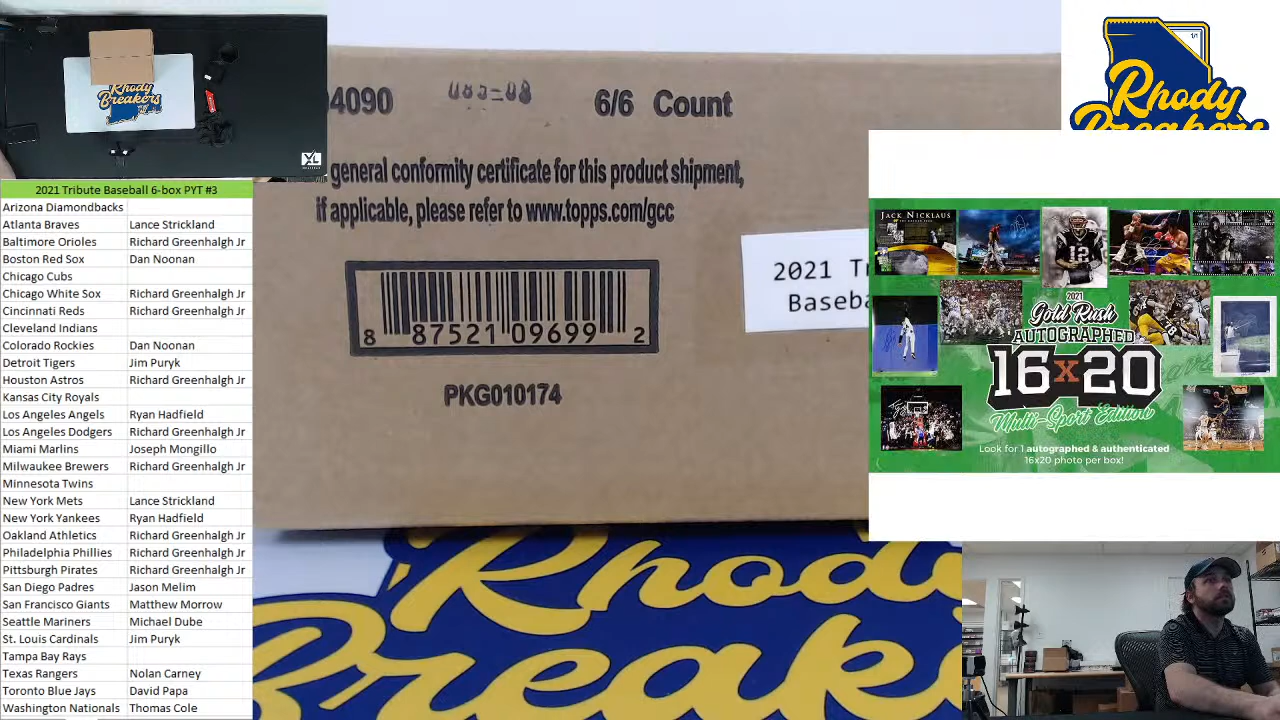 Rhody
Breakers
XL
4090
6/6 Count
general conformity certificate for this product shipment,
if applicable, please refer to www.topps.com/gcc
2021
Baseba
8 87521 09699 2
PKG010174
Rhody
Breake
1/1
Rhody
Breakers
2021 Tribute Baseball 6-box PYT #3
Arizona Diamondbacks
Atlanta Braves Lance Strickland
Baltimore Orioles Richard Greenhalgh Jr
Boston Red Sox Dan Noonan
Chicago Cubs
Chicago White Sox Richard Greenhalgh Jr
Cincinnati Reds Richard Greenhalgh Jr
Cleveland Indians
Colorado Rockies Dan Noonan
Detroit Tigers Jim Puryk
Houston Astros Richard Greenhalgh Jr
Kansas City Royals
Los Angeles Angels Ryan Hadfield
Los Angeles Dodgers Richard Greenhalgh Jr
Miami Marlins Joseph Mongillo
Milwaukee Brewers Richard Greenhalgh Jr
Minnesota Twins
New York Mets Lance Strickland
New York Yankees Ryan Hadfield
Oakland Athletics Richard Greenhalgh Jr
Philadelphia Phillies Richard Greenhalgh Jr
Pittsburgh Pirates Richard Greenhalgh Jr
San Diego Padres Jason Melim
San Francisco Giants Matthew Morrow
Seattle Mariners Michael Dube
St. Louis Cardinals Jim Puryk
Tampa Bay Rays
Texas Rangers Nolan Carney
Toronto Blue Jays David Papa
Washington Nationals Thomas Cole
JACK NICKLAUS
12
2021
Gold Rush
AUTOGRAPHED
16x20
Multi-Sport Edition
Look for 1 autographed & authenticated
16x20 photo per box!